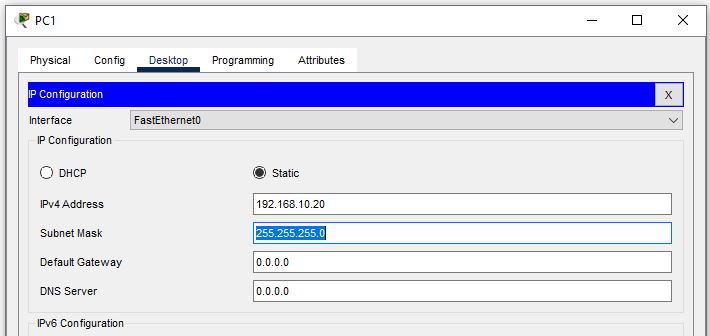 PC1
Physical Config Desktop Programming Attributes
IP Configuration X
Interface FastEthernet0
IP Configuration
DHCP Static
IPv4 Address 192.168.10.20
Subnet Mask 255.255.255.0
Default Gateway 0.0.0.0
DNS Server 0.0.0.0
IPv6 Configuration